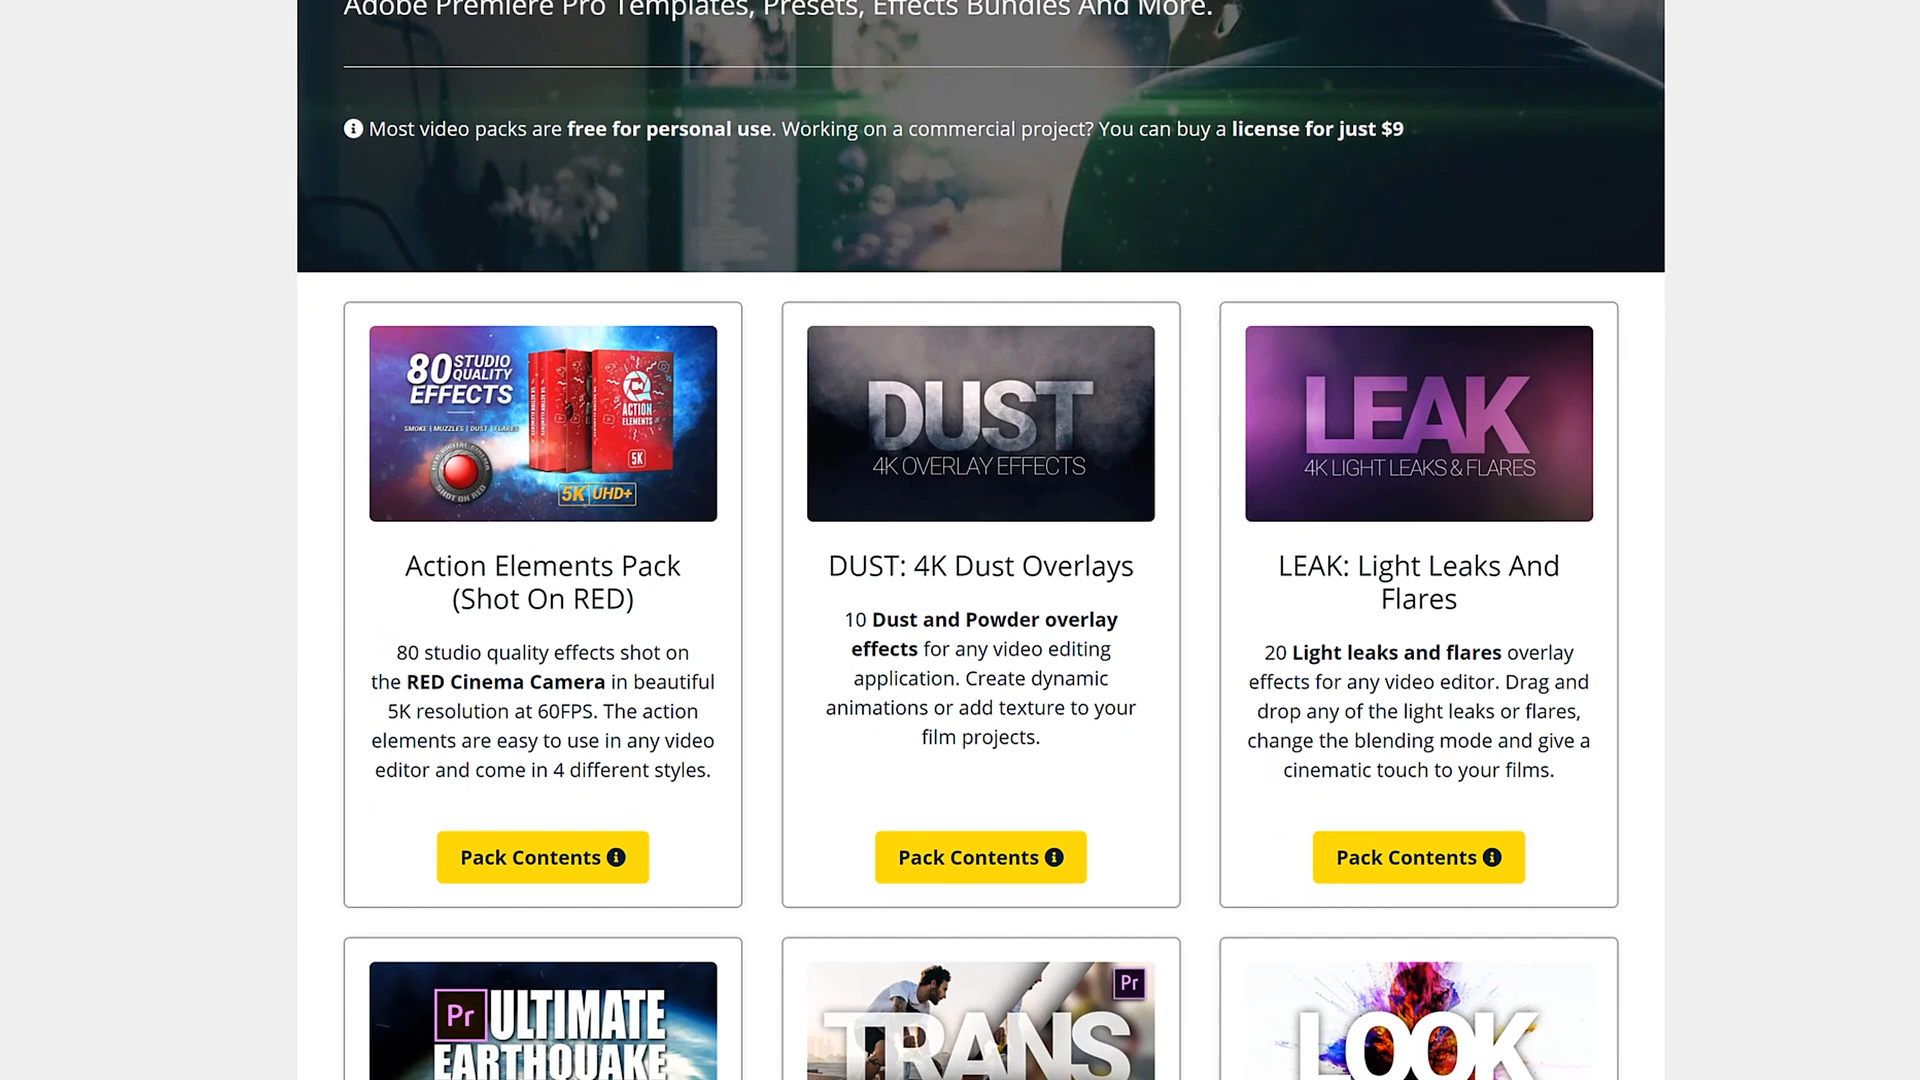 Adobe Premiere Pro Templates, Presets, Effects Bundles And More.
Most video packs are free for personal use. Working on a commercial project? You can buy a license for just $9
80 STUDIO
QUALITY
EFFECTS
SMOKE | MUZZLES | DUST | FLARES
RED DIGITAL CINEMA
SHOT ON RED
ACTION
ELEMENTS
5K
5K UHD+
DUST
4K OVERLAY EFFECTS
LEAK
4K LIGHT LEAKS & FLARES
Action Elements Pack
(Shot On RED)
80 studio quality effects shot on
the RED Cinema Camera in beautiful
5K resolution at 60FPS. The action
elements are easy to use in any video
editor and come in 4 different styles.
Pack Contents
DUST: 4K Dust Overlays
10 Dust and Powder overlay
effects for any video editing
application. Create dynamic
animations or add texture to your
film projects.
Pack Contents
LEAK: Light Leaks And
Flares
20 Light leaks and flares overlay
effects for any video editor. Drag and
drop any of the light leaks or flares,
change the blending mode and give a
cinematic touch to your films.
Pack Contents
Pr ULTIMATE
EARTHQUAKE
Pr
TRANS
LOOK